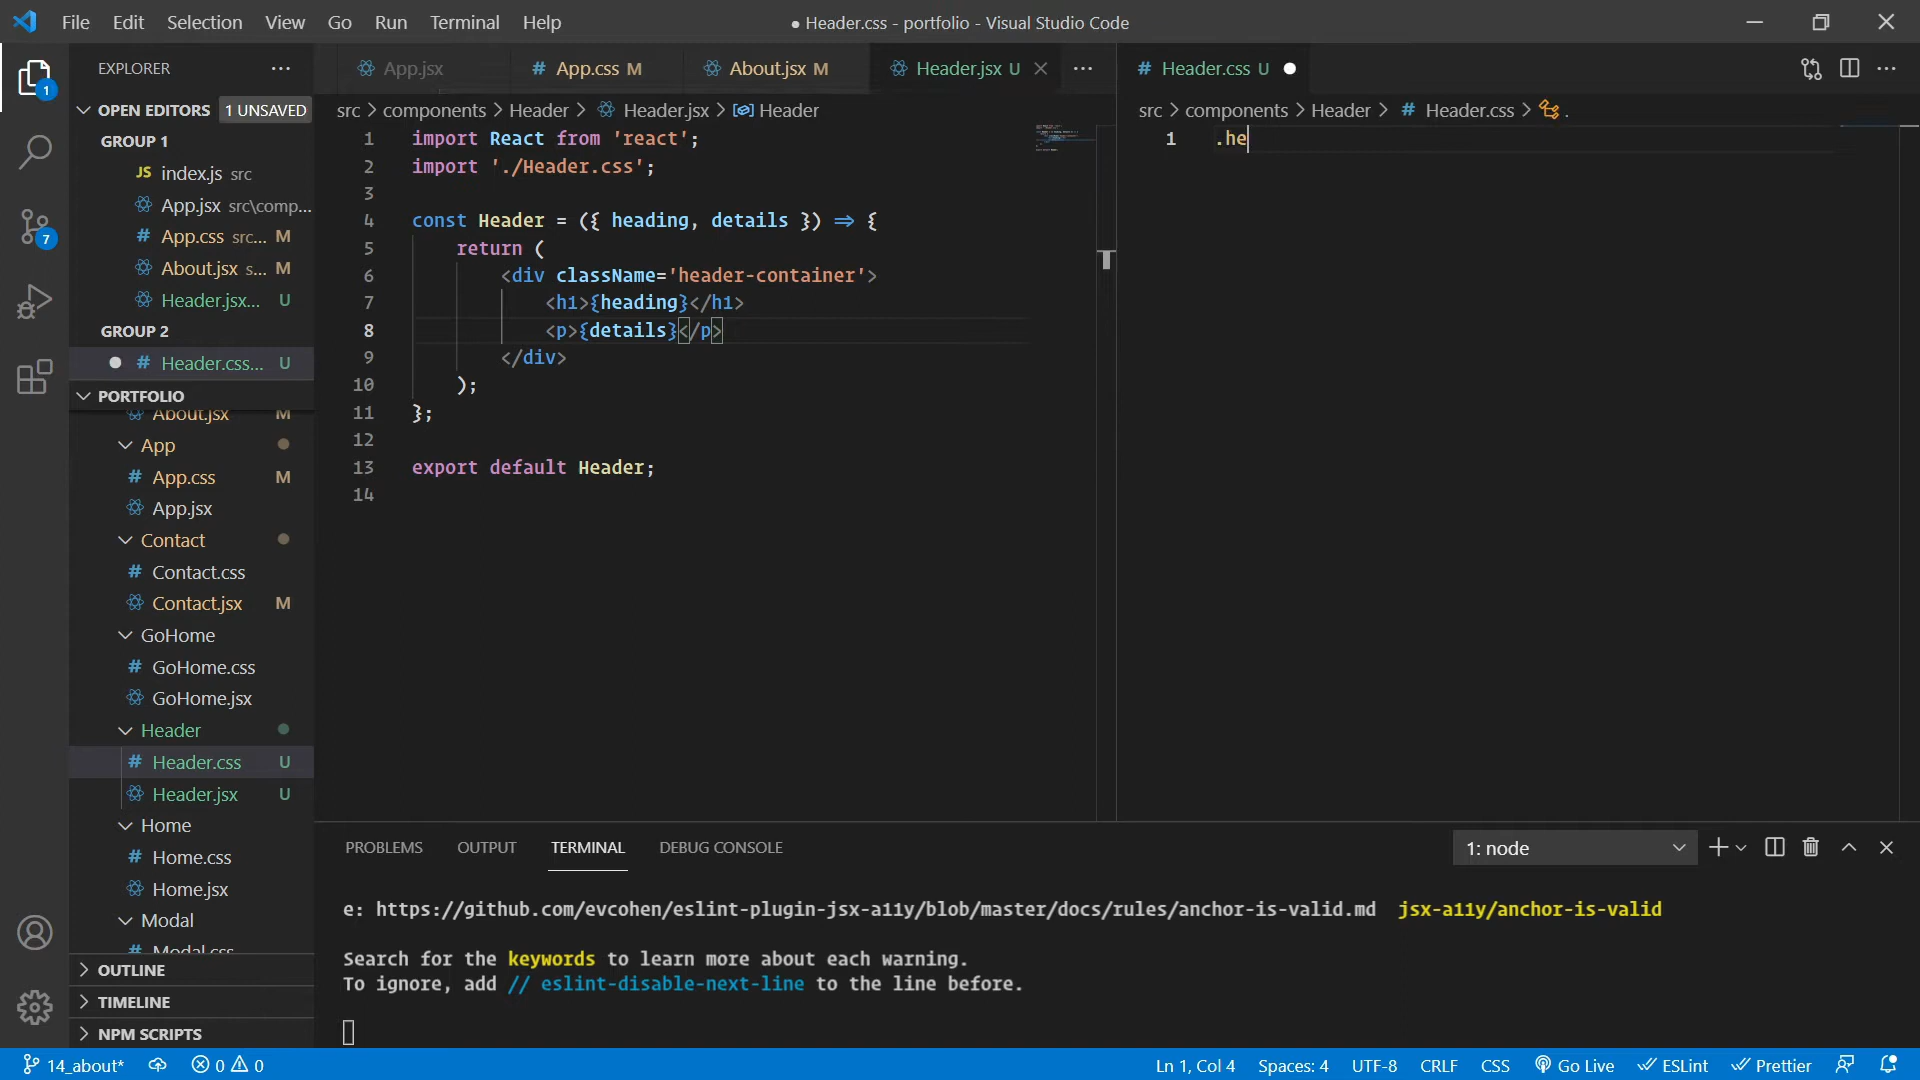 File Edit Selection View Go Run Terminal Help
● Header.css - portfolio - Visual Studio Code
EXPLORER
1
OPEN EDITORS 1 UNSAVED
GROUP 1
JS index.js src
App.jsx src\comp...
# App.css src... M
About.jsx s... M
Header.jsx... U
GROUP 2
# Header.css... U
PORTFOLIO
About.jsx M
App
# App.css M
App.jsx
Contact
# Contact.css
Contact.jsx M
GoHome
# GoHome.css
GoHome.jsx
Header
# Header.css U
Header.jsx U
Home
# Home.css
Home.jsx
Modal
# Modal.css
OUTLINE
TIMELINE
NPM SCRIPTS
7
App.jsx # App.css M About.jsx M Header.jsx U
src > components > Header > Header.jsx > Header
1 import React from 'react';
2 import './Header.css';
3
4 const Header = ({ heading, details }) => {
5 return (
6 <div className='header-container'>
7 <h1>{heading}</h1>
8 <p>{details}</p>
9 </div>
10 );
11 };
12
13 export default Header;
14
# Header.css U ●
src > components > Header > # Header.css > .
1 .he
PROBLEMS OUTPUT TERMINAL DEBUG CONSOLE
1: node
e: https://github.com/evcohen/eslint-plugin-jsx-a11y/blob/master/docs/rules/anchor-is-valid.md jsx-a11y/anchor-is-valid
Search for the keywords to learn more about each warning.
To ignore, add // eslint-disable-next-line to the line before.
14_about* 0 0 Ln 1, Col 4 Spaces: 4 UTF-8 CRLF CSS Go Live ESLint Prettier